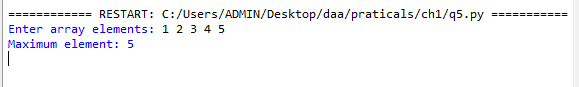 ============ RESTART: C:/Users/ADMIN/Desktop/daa/praticals/ch1/q5.py ===========
Enter array elements: 1 2 3 4 5
Maximum element: 5